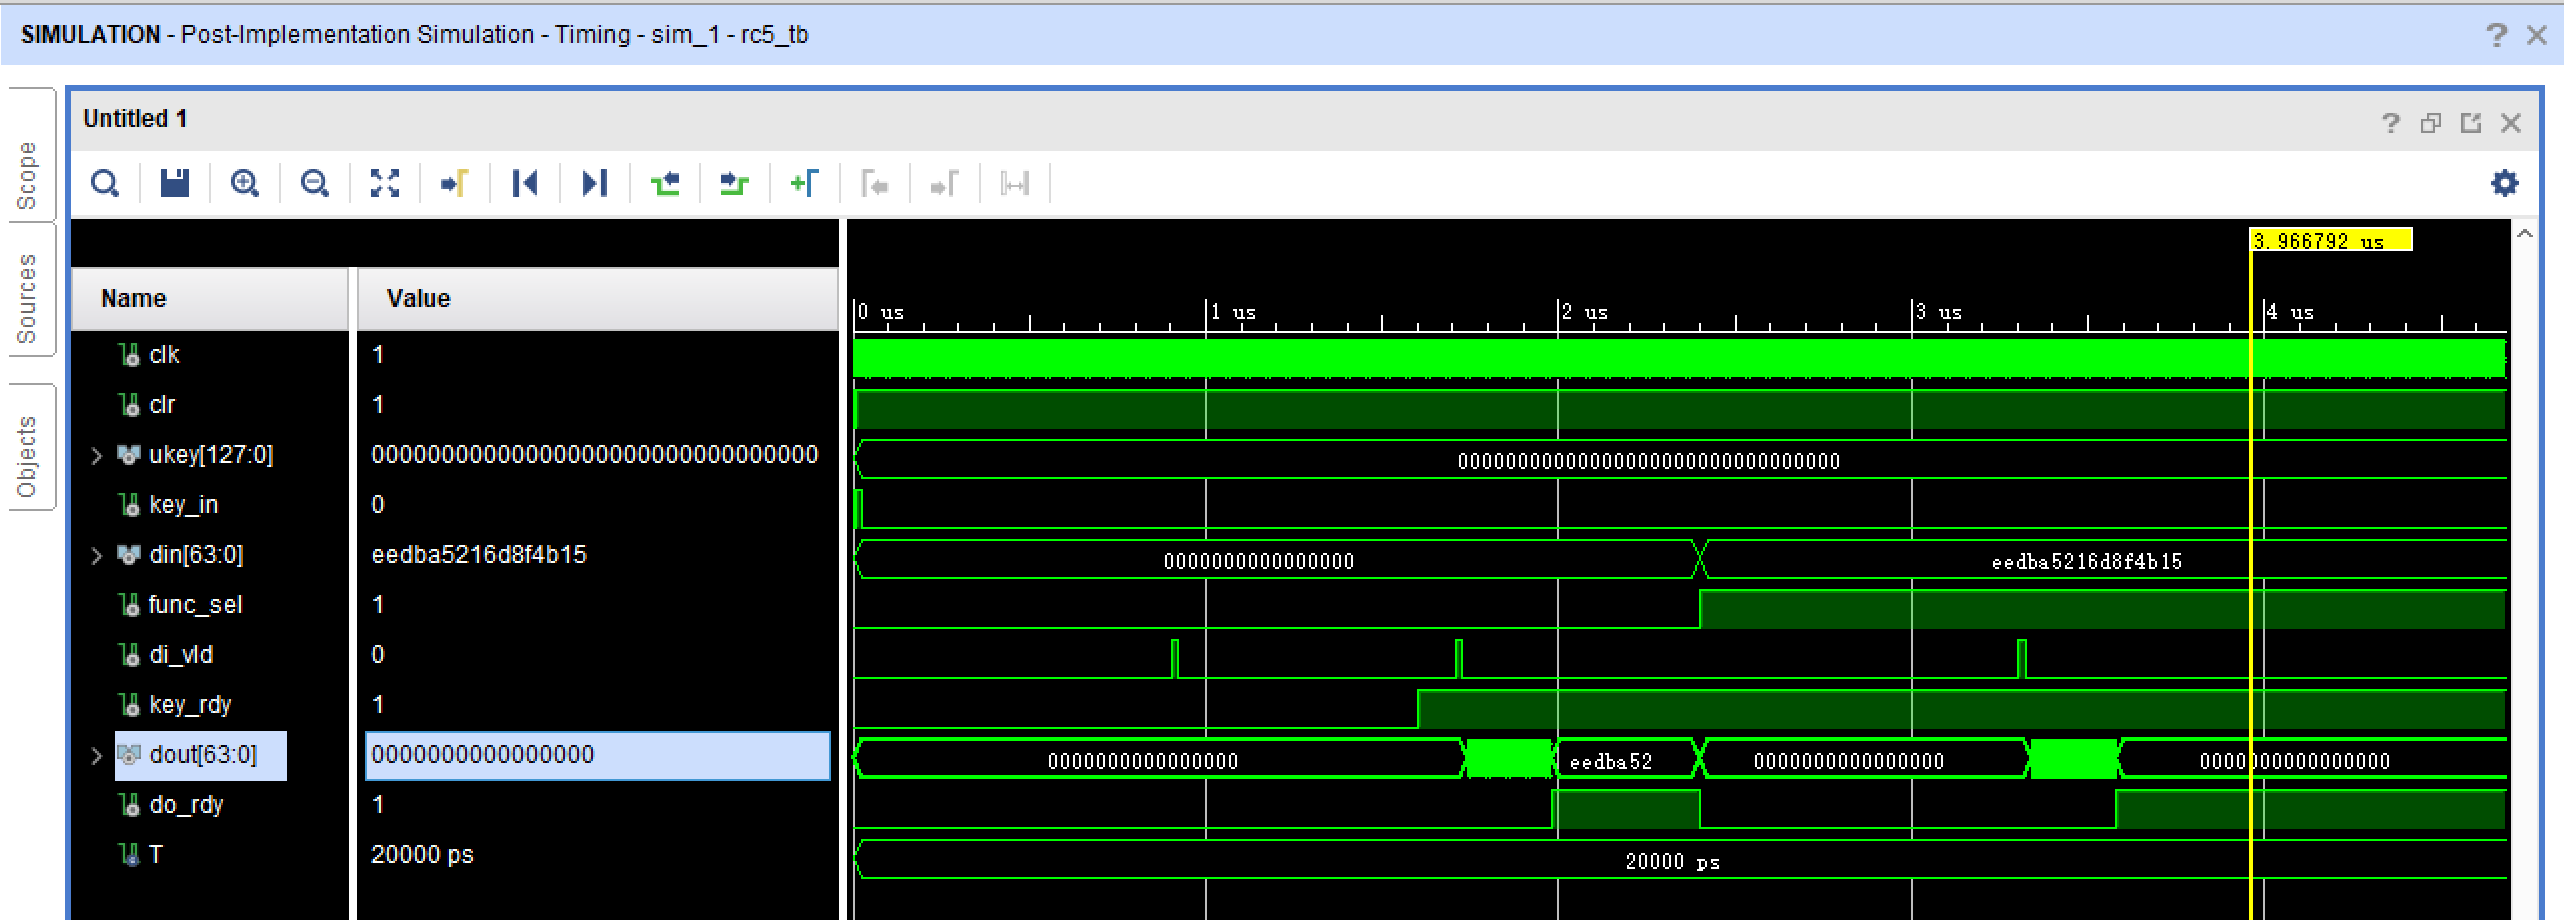 SIMULATION - Post-Implementation Simulation - Timing - sim_1 - rc5_tb
Scope
Sources
Objects
Untitled 1
3.966792 us
Name Value
0 us 1 us 2 us 3 us 4 us
clk 1
clr 1
ukey[127:0] 00000000000000000000000000000000 00000000000000000000000000000000
key_in 0
din[63:0] eedba5216d8f4b15 0000000000000000 eedba5216d8f4b15
func_sel 1
di_vld 0
key_rdy 1
dout[63:0] 0000000000000000 0000000000000000 eedba52 0000000000000000 0000000000000000
do_rdy 1
T 20000 ps 20000 ps